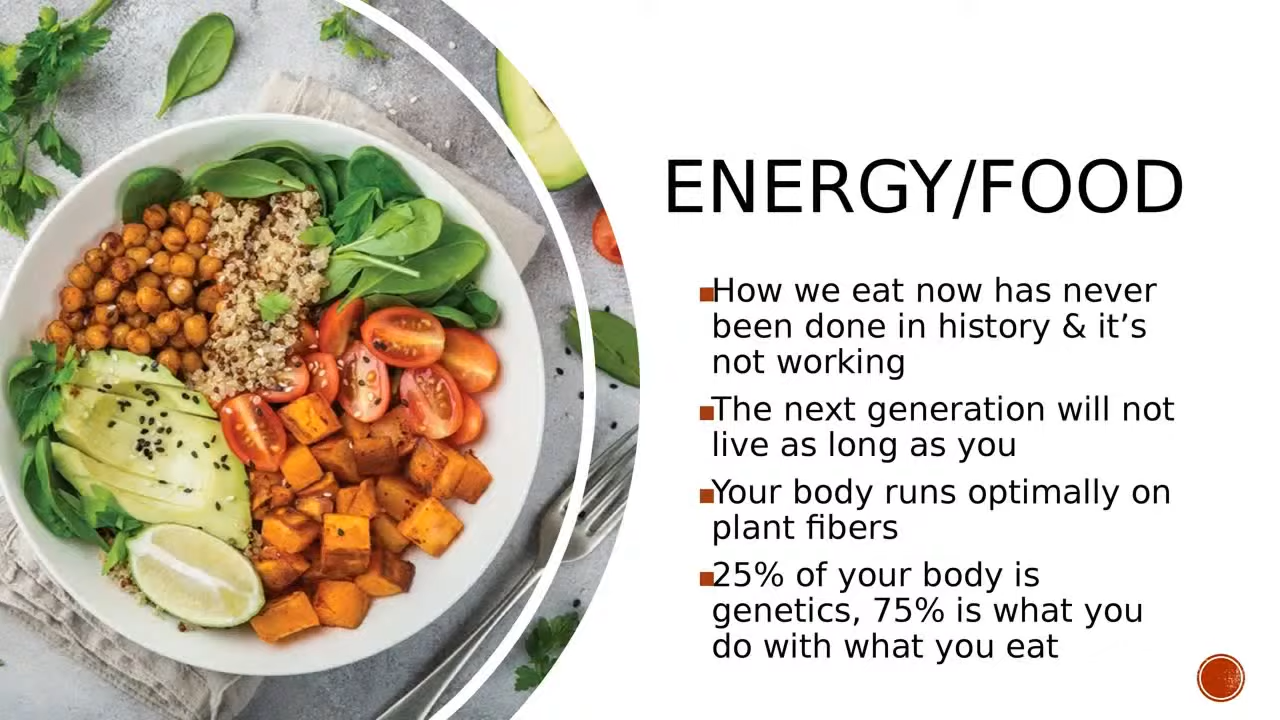 ENERGY/FOOD
How we eat now has never
been done in history & it’s
not working
The next generation will not
live as long as you
Your body runs optimally on
plant fibers
25% of your body is
genetics, 75% is what you
do with what you eat